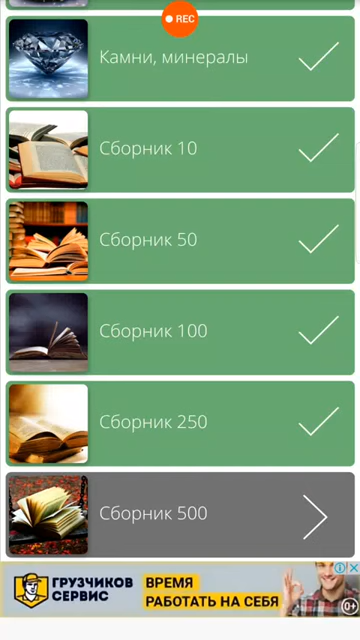 REC
Камни, минералы
Сборник 10
Сборник 50
Сборник 100
Сборник 250
Сборник 500
ГРУЗЧИКОВ
СЕРВИС
ВРЕМЯ
РАБОТАТЬ НА СЕБЯ
0+